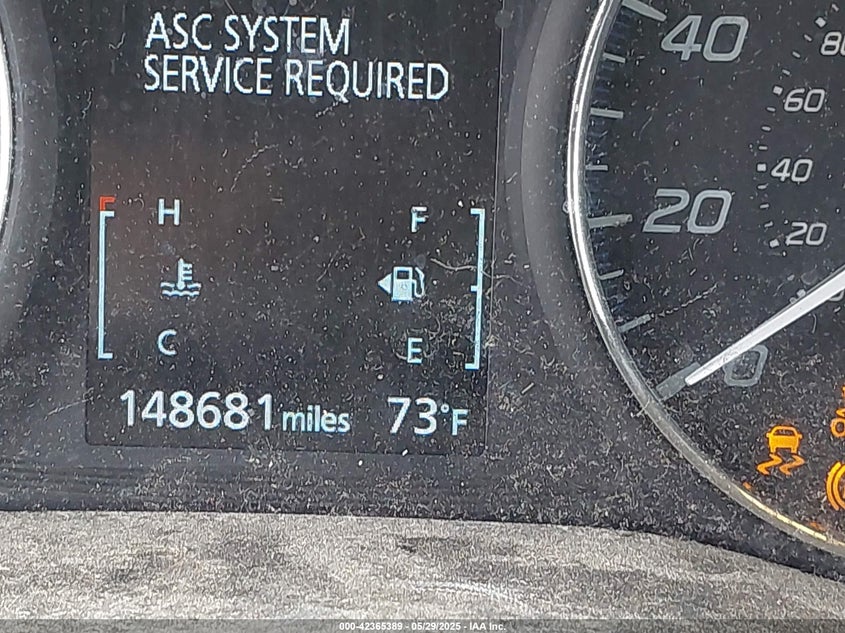 ASC SYSTEM
SERVICE REQUIRED
H F
C E
148681 miles 73°F
40
20
0
60
40
20
000-42365389 - 05/29/2025 - IAA Inc.